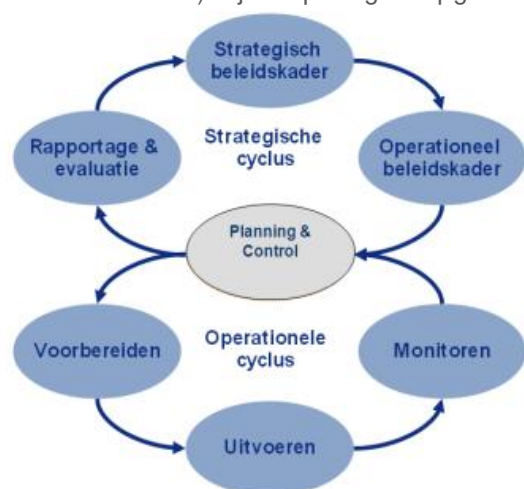 Strategisch
beleidskader
Rapportage &
evaluatie
Strategische
cyclus
Operationeel
beleidskader
Planning &
Control
Voorbereiden
Operationele
cyclus
Monitoren
Uitvoeren